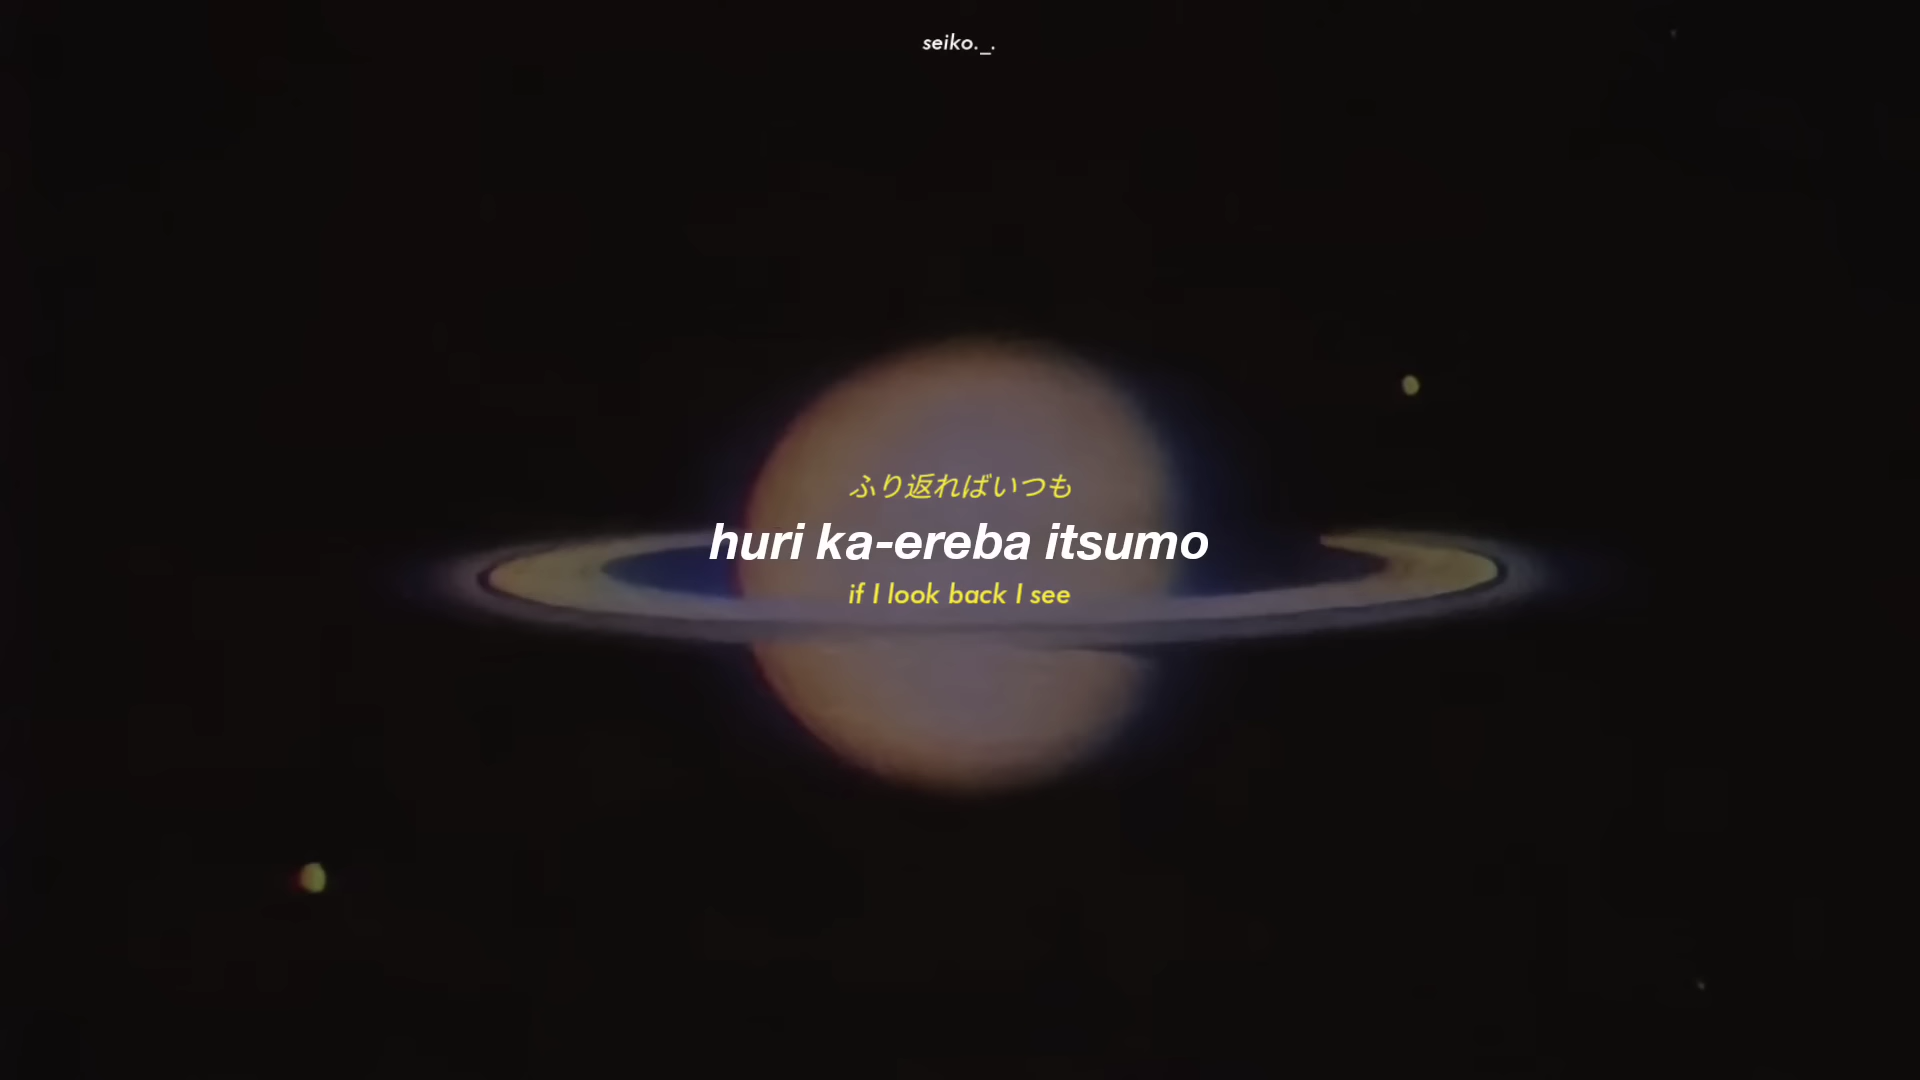 seiko._.
ふり返ればいつも
huri ka-ereba itsumo
if I look back I see